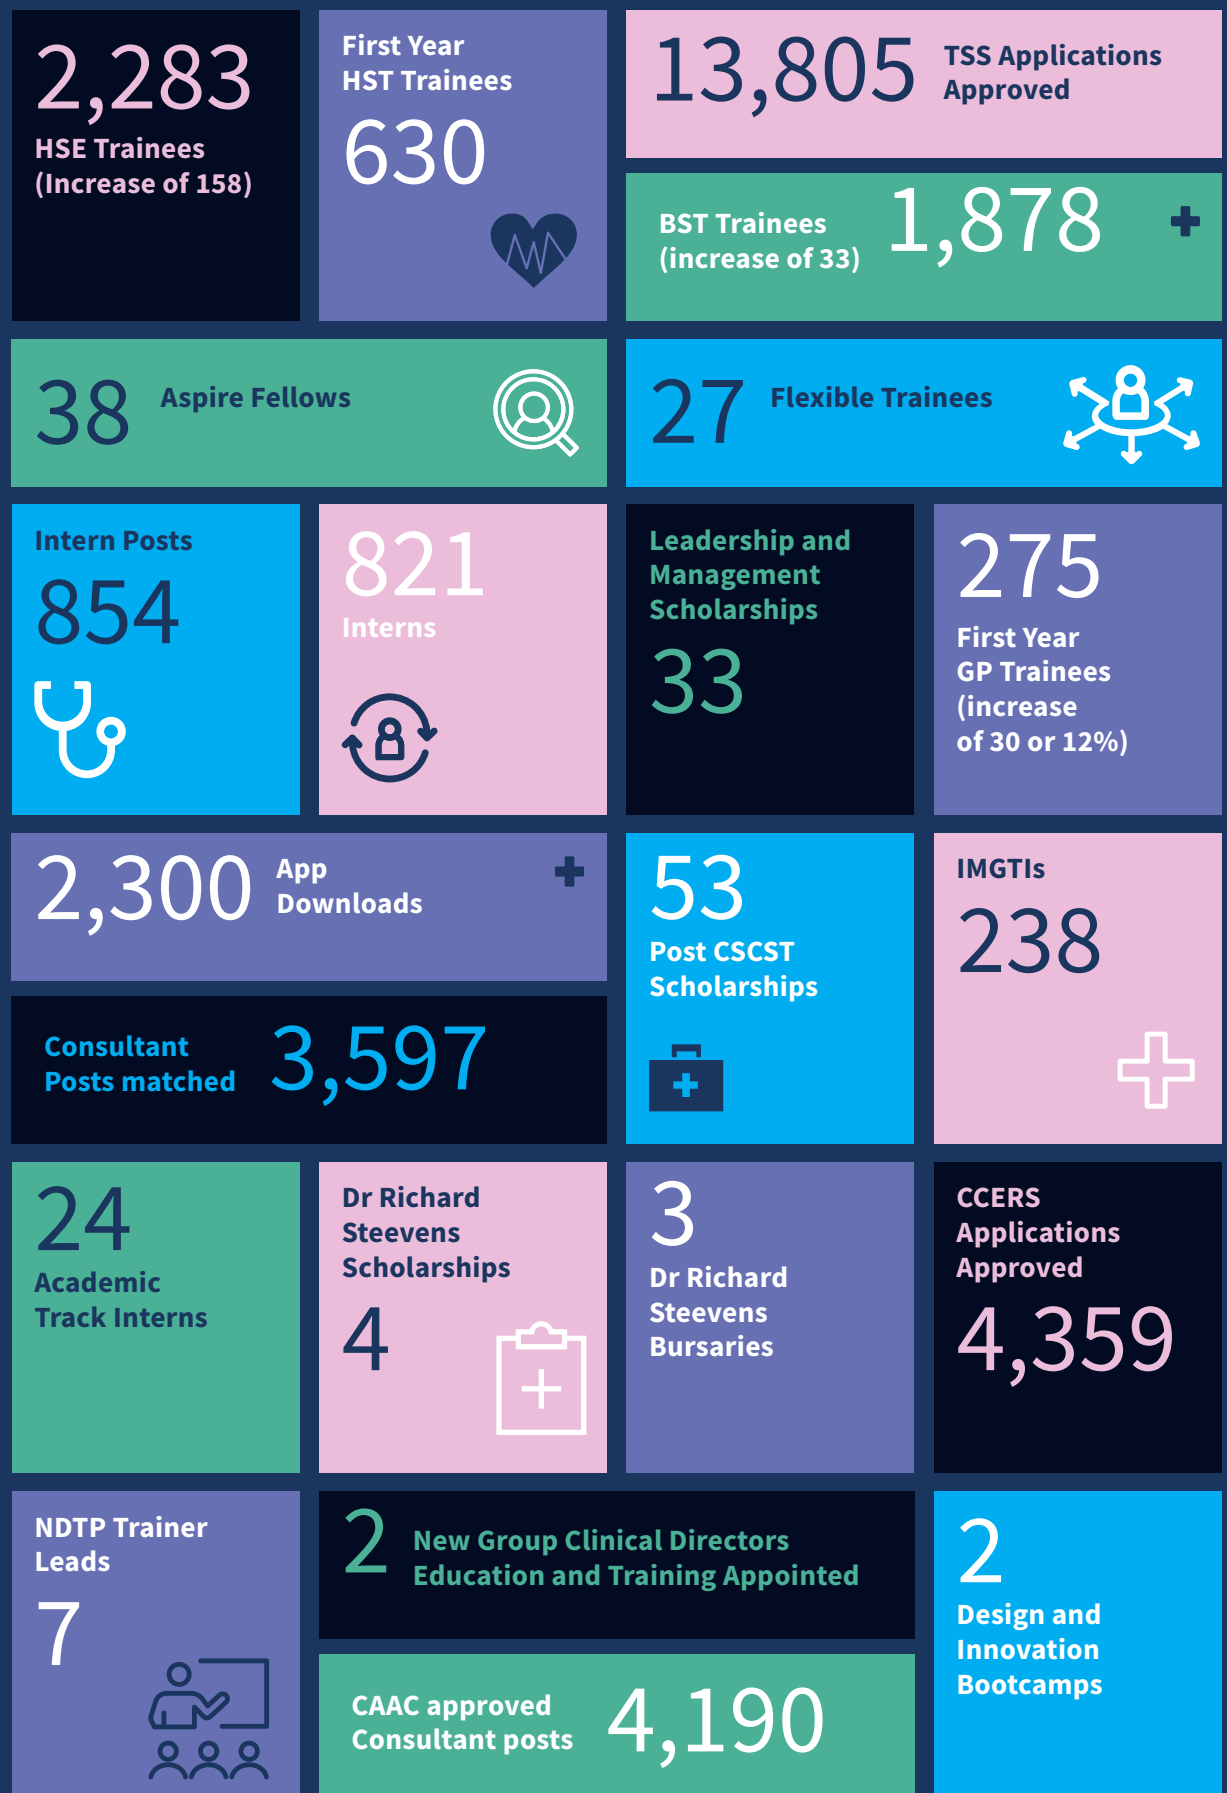 2,283
HSE Trainees
(Increase of 158)
First Year
HST Trainees
630
13,805
TSS Applications
Approved
BST Trainees
(increase of 33)
1,878
38
Aspire Fellows
27
Flexible Trainees
Intern Posts
854
821
Interns
Leadership and
Management
Scholarships
33
275
First Year
GP Trainees
(increase
of 30 or 12%)
2,300
App
Downloads
Consultant
Posts matched
3,597
53
Post CSCST
Scholarships
IMGTIs
238
24
Academic
Track Interns
Dr Richard
Steevens
Scholarships
4
3
Dr Richard
Steevens
Bursaries
CCERS
Applications
Approved
4,359
NDTP Trainer
Leads
7
2
New Group Clinical Directors
Education and Training Appointed
CAAC approved
Consultant posts
4,190
2
Design and
Innovation
Bootcamps